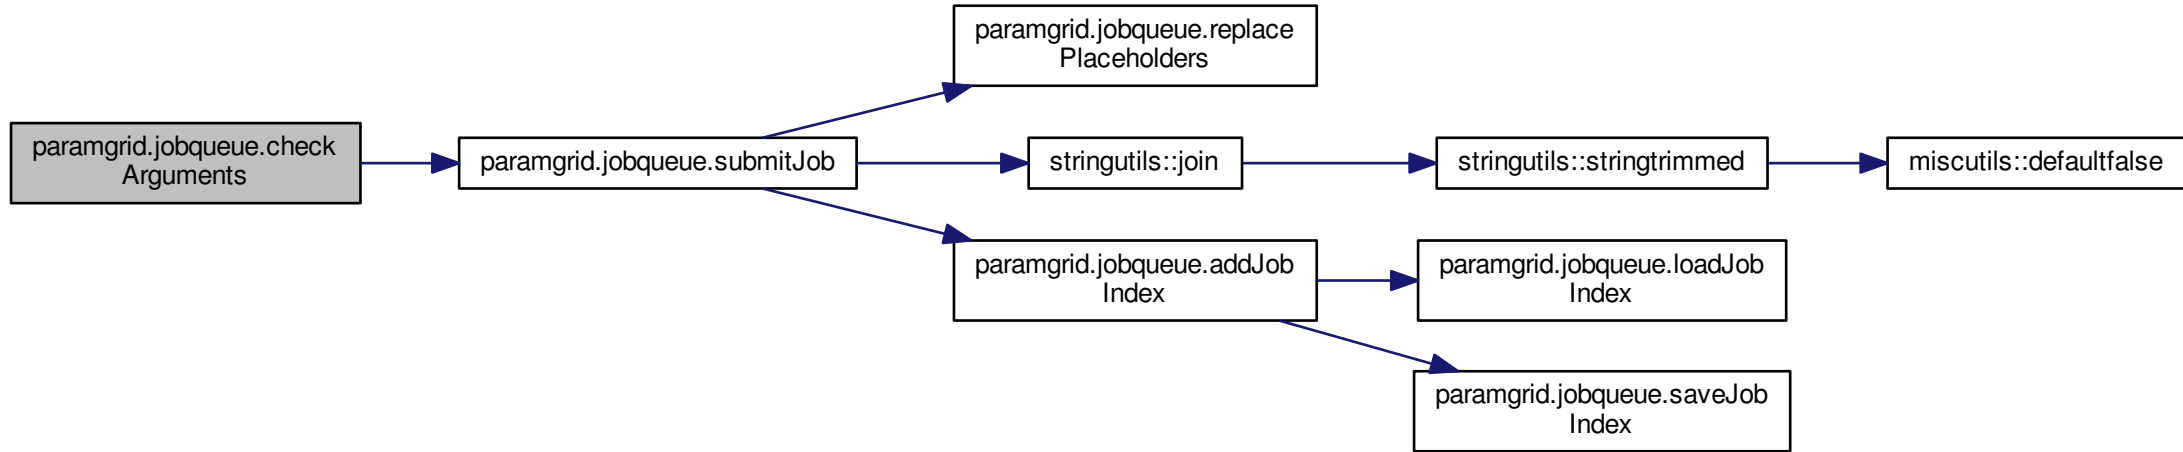 paramgrid.jobqueue.check
Arguments
paramgrid.jobqueue.submitJob
paramgrid.jobqueue.replace
Placeholders
stringutils::join
stringutils::stringtrimmed
miscutils::defaultfalse
paramgrid.jobqueue.addJob
Index
paramgrid.jobqueue.loadJob
Index
paramgrid.jobqueue.saveJob
Index